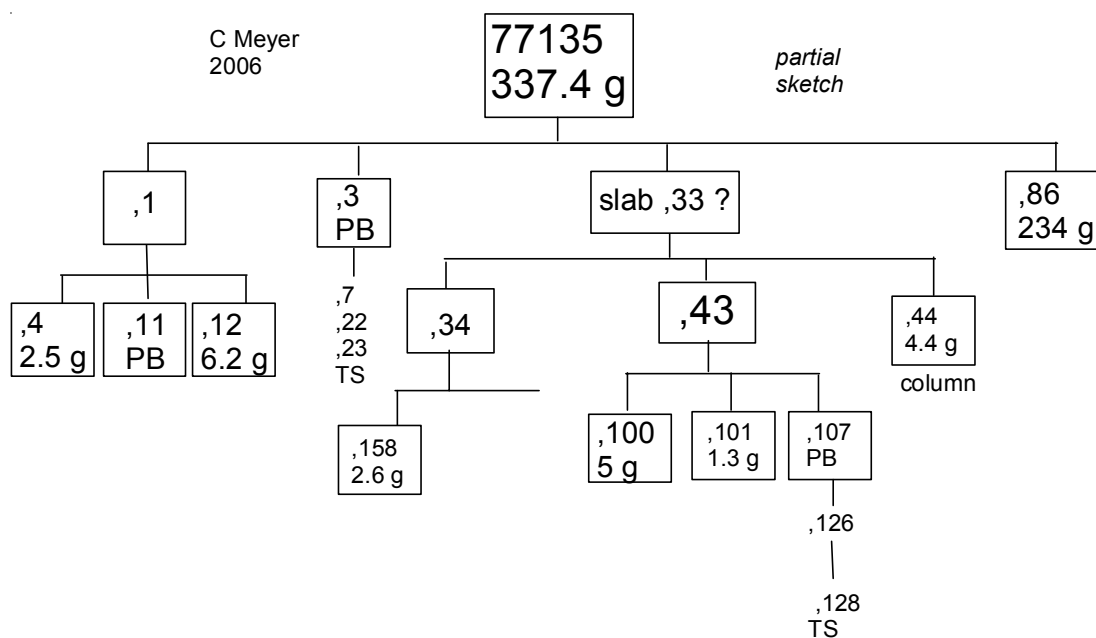 C Meyer
2006
77135
337.4 g
partial
sketch
,1
,3
PB
slab ,33 ?
,86
234 g
,4
2.5 g
,11
PB
,12
6.2 g
,7
,22
,23
TS
,34
,43
,44
4.4 g
column
,158
2.6 g
,100
5 g
,101
1.3 g
,107
PB
,126
,128
TS